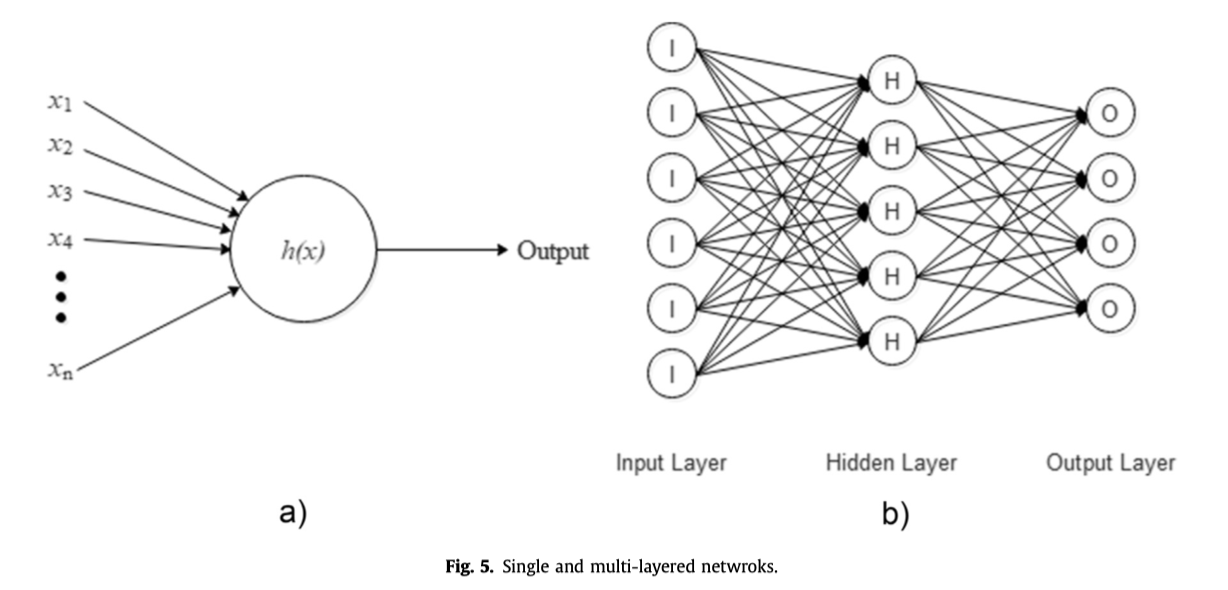 x1
x2
x3
x4
xn
h(x)
Output
a)
I
I
I
I
I
I
H
H
H
H
H
O
O
O
O
Input Layer
Hidden Layer
Output Layer
b)
Fig. 5. Single and multi-layered netwroks.